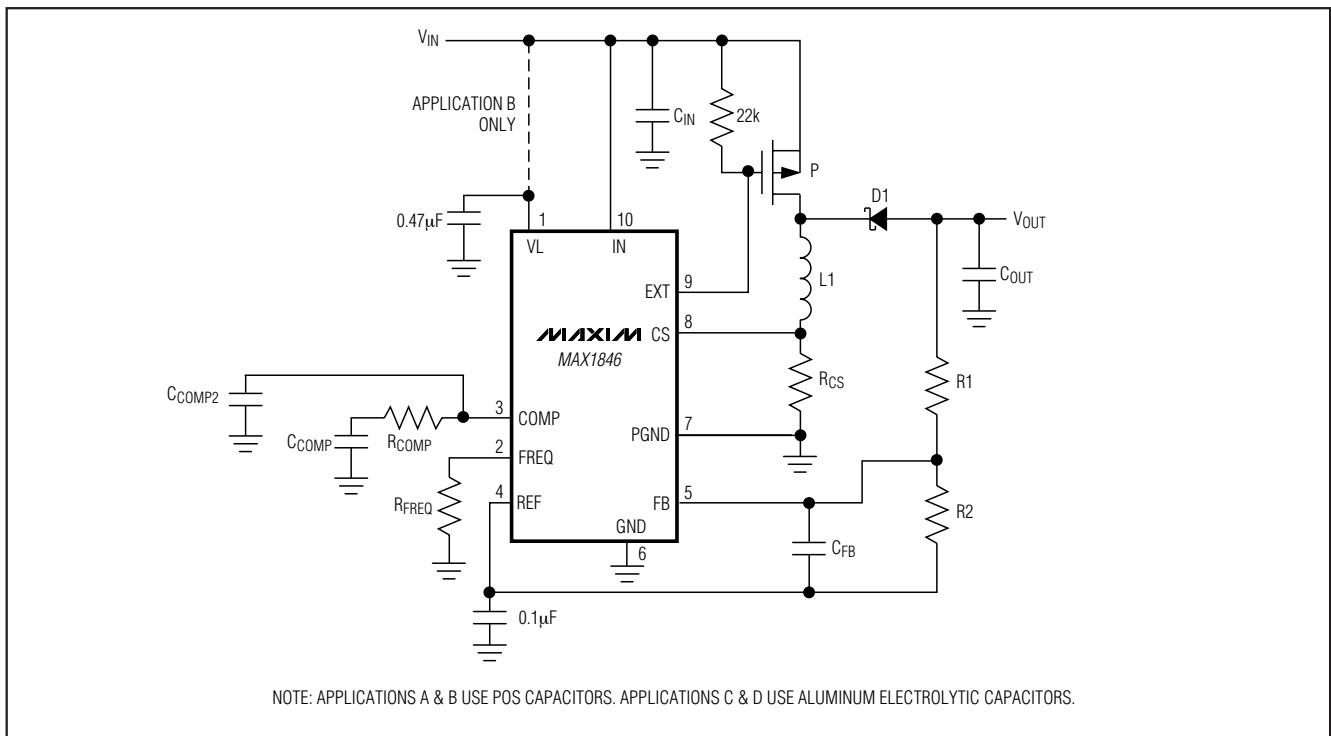 VIN
APPLICATION B
ONLY
CIN
22k
P
D1
VOUT
0.47μF
1
10
VL
IN
COUT
L1
EXT
9
MAXIM
CS
8
MAX1846
RCS
R1
CCOMP2
3
COMP
PGND
7
CCOMP
RCOMP
2
FREQ
RFREQ
4
REF
FB
5
R2
GND
6
CFB
0.1μF
NOTE: APPLICATIONS A & B USE POS CAPACITORS. APPLICATIONS C & D USE ALUMINUM ELECTROLYTIC CAPACITORS.